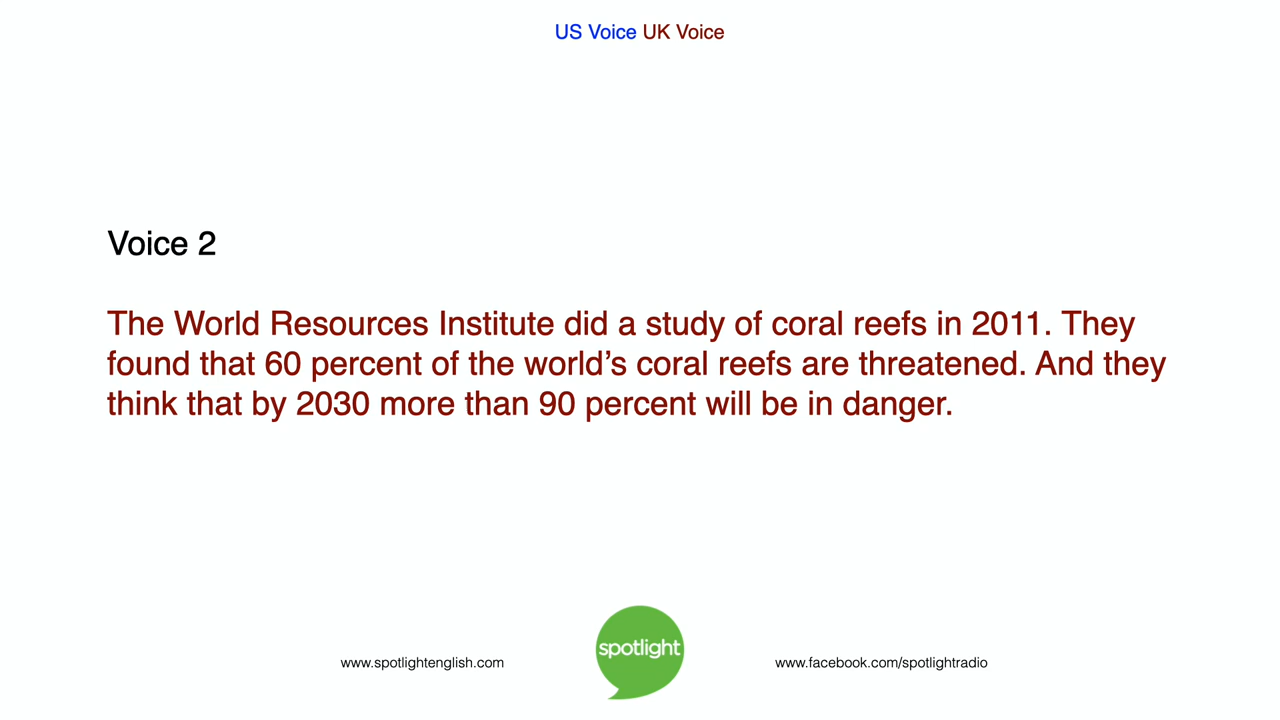 US Voice UK Voice
Voice 2
The World Resources Institute did a study of coral reefs in 2011. They
found that 60 percent of the world’s coral reefs are threatened. And they
think that by 2030 more than 90 percent will be in danger.
www.spotlightenglish.com
spotlight
www.facebook.com/spotlightradio